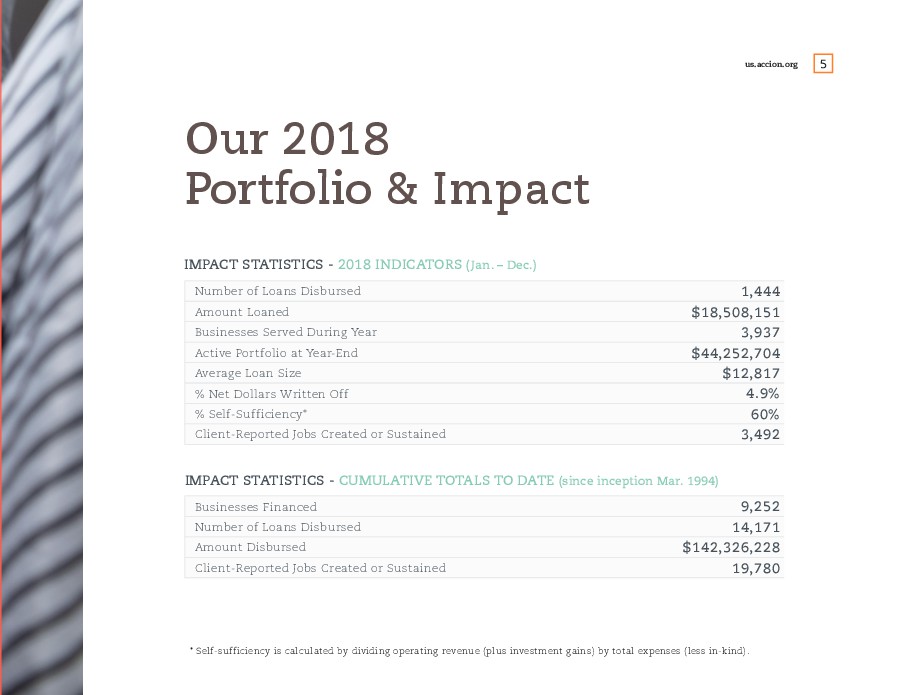 us.accion.org 5
Our 2018
Portfolio & Impact
IMPACT STATISTICS - 2018 INDICATORS (Jan. – Dec.)
Number of Loans Disbursed 1,444
Amount Loaned $18,508,151
Businesses Served During Year 3,937
Active Portfolio at Year-End $44,252,704
Average Loan Size $12,817
% Net Dollars Written Off 4.9%
% Self-Sufficiency* 60%
Client-Reported Jobs Created or Sustained 3,492
IMPACT STATISTICS - CUMULATIVE TOTALS TO DATE (since inception Mar. 1994)
Businesses Financed 9,252
Number of Loans Disbursed 14,171
Amount Disbursed $142,326,228
Client-Reported Jobs Created or Sustained 19,780
* Self-sufficiency is calculated by dividing operating revenue (plus investment gains) by total expenses (less in-kind).